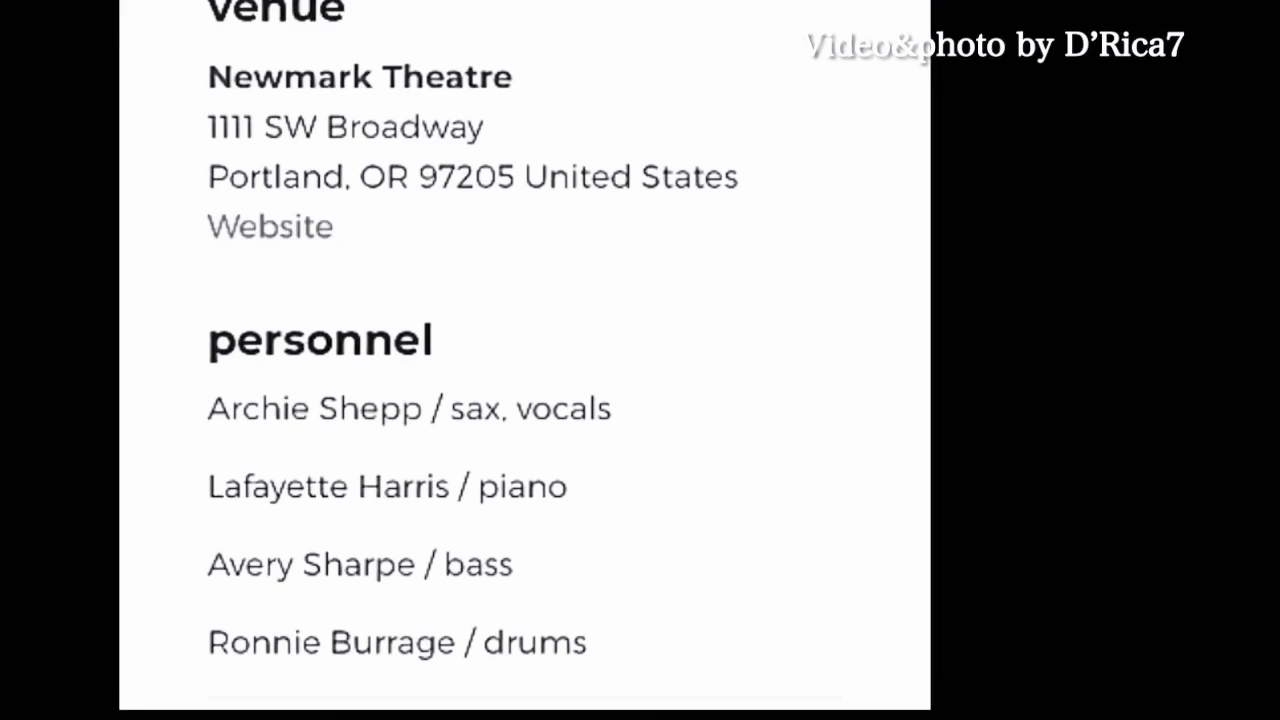 venue
Video&photo by D’Rica7
Newmark Theatre
1111 SW Broadway
Portland, OR 97205 United States
Website
personnel
Archie Shepp / sax, vocals
Lafayette Harris / piano
Avery Sharpe / bass
Ronnie Burrage / drums